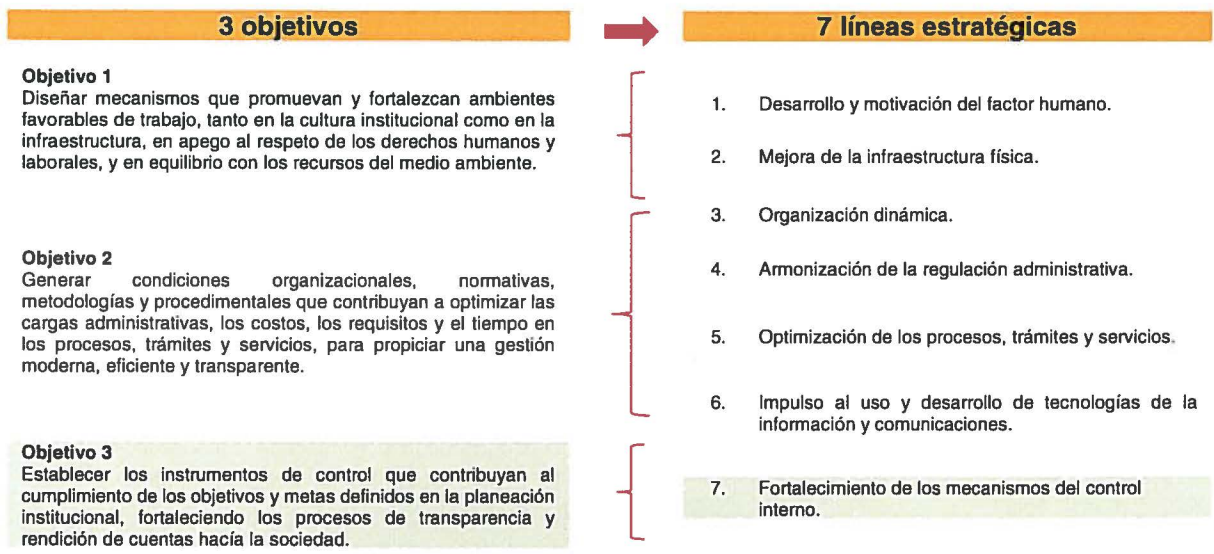 3 objetivos
7 líneas estratégicas
Objetivo 1
Diseñar mecanismos que promuevan y fortalezcan ambientes
favorables de trabajo, tanto en la cultura institucional como en la
infraestructura, en apego al respeto de los derechos humanos y
laborales, y en equilibrio con los recursos del medio ambiente.
Objetivo 2
Generar condiciones organizacionales, normativas,
metodologías y procedimentales que contribuyan a optimizar las
cargas administrativas, los costos, los requisitos y el tiempo en
los procesos, trámites y servicios, para propiciar una gestión
moderna, eficiente y transparente.
Objetivo 3
Establecer los instrumentos de control que contribuyan al
cumplimiento de los objetivos y metas definidos en la planeación
institucional, fortaleciendo los procesos de transparencia y
rendición de cuentas hacía la sociedad.
1. Desarrollo y motivación del factor humano.
2. Mejora de la infraestructura física.
3. Organización dinámica.
4. Armonización de la regulación administrativa.
5. Optimización de los procesos, trámites y servicios.
6. Impulso al uso y desarrollo de tecnologías de la
información y comunicaciones.
7. Fortalecimiento de los mecanismos del control
interno.